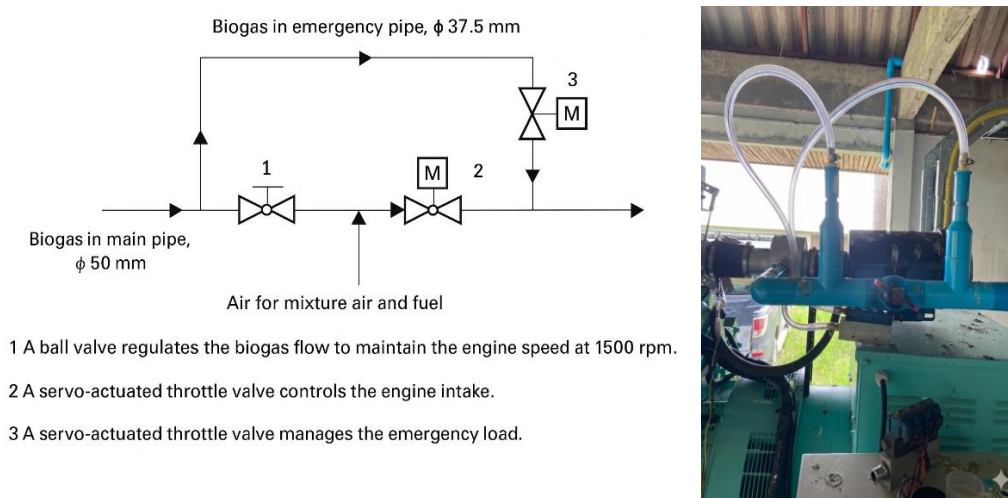 Biogas in emergency pipe, ϕ 37.5 mm
3
M
1
M
2
Biogas in main pipe,
ϕ 50 mm
Air for mixture air and fuel
1 A ball valve regulates the biogas flow to maintain the engine speed at 1500 rpm.
2 A servo-actuated throttle valve controls the engine intake.
3 A servo-actuated throttle valve manages the emergency load.